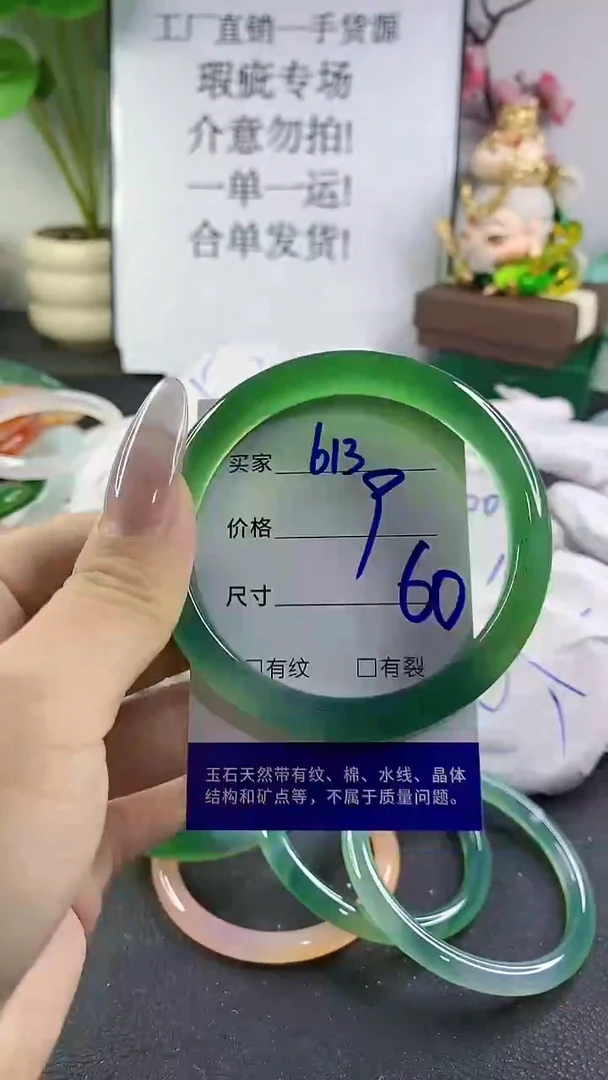 工厂直销一手货源
瑕疵专场
介意勿拍!
一单一运!
合单发货!
买家 613
价格
尺寸 60
□有纹 □有裂
玉石天然带有纹、棉、水线、晶体
结构和矿点等，不属于质量问题。